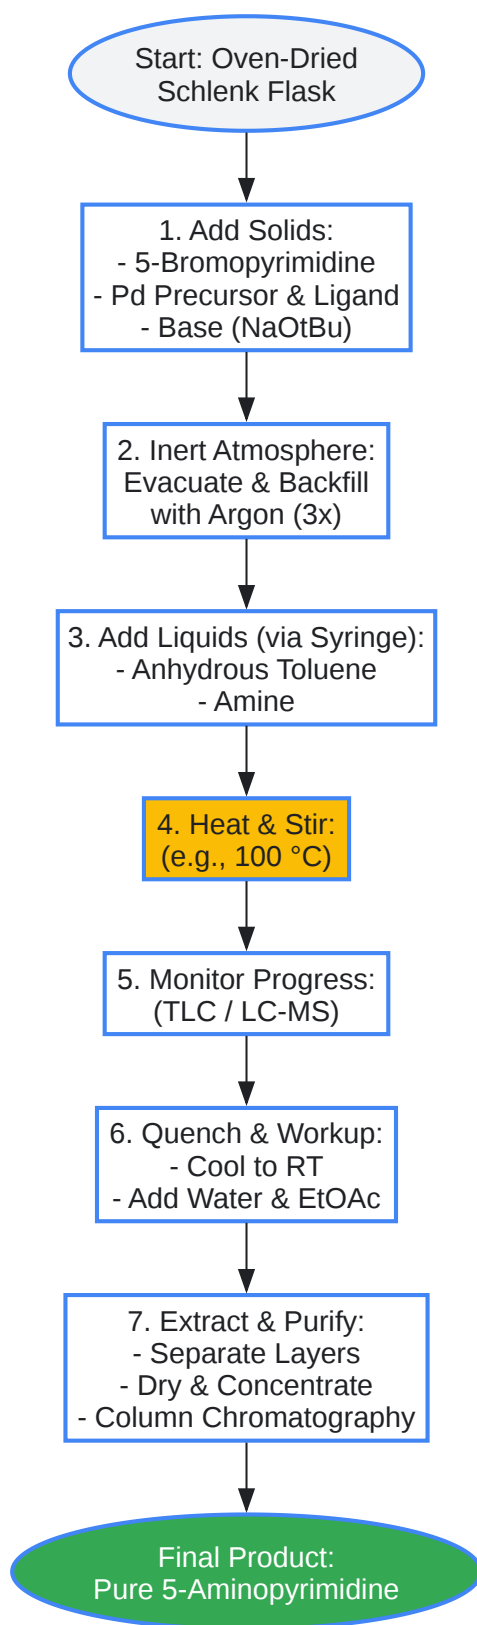 Start: Oven-Dried
Schlenk Flask
1. Add Solids:
- 5-Bromopyrimidine
- Pd Precursor & Ligand
- Base (NaOtBu)
2. Inert Atmosphere:
Evacuate & Backfill
with Argon (3x)
3. Add Liquids (via Syringe):
- Anhydrous Toluene
- Amine
4. Heat & Stir:
(e.g., 100 °C)
5. Monitor Progress:
(TLC / LC-MS)
6. Quench & Workup:
- Cool to RT
- Add Water & EtOAc
7. Extract & Purify:
- Separate Layers
- Dry & Concentrate
- Column Chromatography
Final Product:
Pure 5-Aminopyrimidine